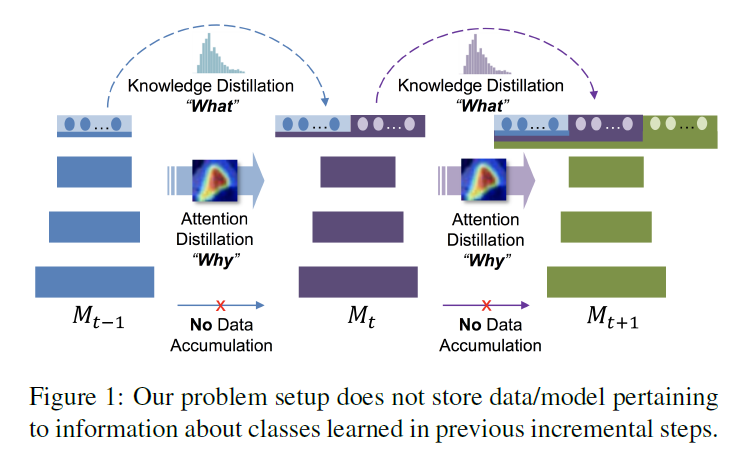 Knowledge Distillation
"What"
Knowledge Distillation
"What"
...
...
...
...
...
...
Attention
Distillation
"Why"
Attention
Distillation
"Why"
M_{t-1}
X
No Data
Accumulation
M_t
X
No Data
Accumulation
M_{t+1}
Figure 1: Our problem setup does not store data/model pertaining
to information about classes learned in previous incremental steps.